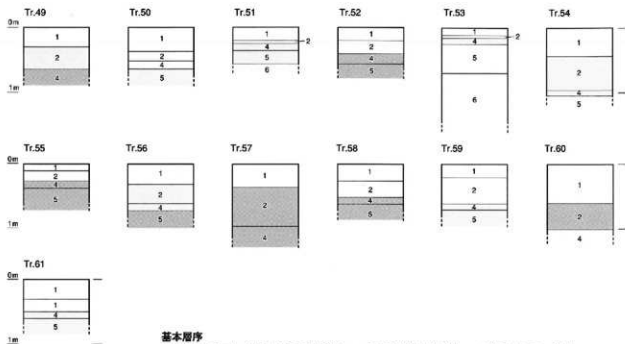 Tr.49 Tr.50 Tr.51 Tr.52 Tr.53 Tr.54
0m 1 1 1 1 1 1
2 2 2 2 2 2
4 4 4 4 4 4
5 5 5 5 5
6 6
1m
Tr.55 Tr.56 Tr.57 Tr.58 Tr.59 Tr.60
0m 1 1 1 1 1 1
2 2 2 2 2 2
4 4 4 4 4 4
5 5 5 5
1m
Tr.61
0m 1
1
4
5
1m
基本層序